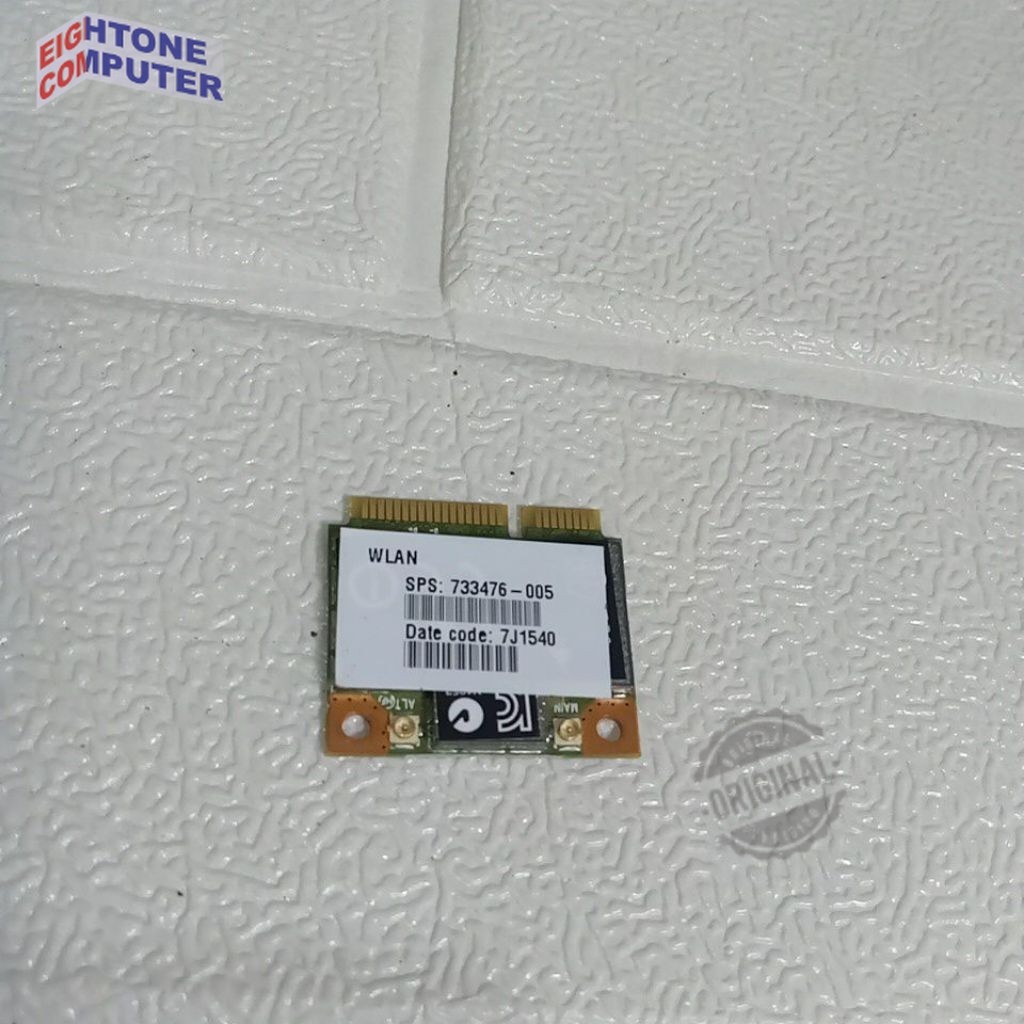 EIGHTONE
COMPUTER
WLAN
SPS: 733476-005
Date code: 7J1540
ALT
MAIN
ORIGINAL